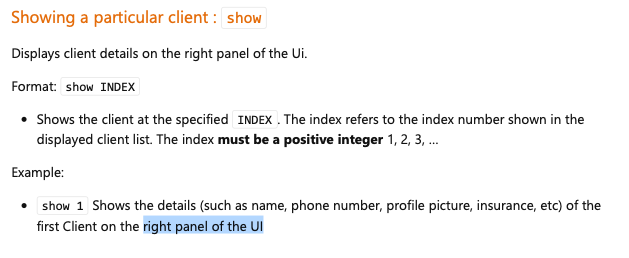 Showing a particular client : show
Displays client details on the right panel of the Ui.
Format: show INDEX
• Shows the client at the specified INDEX . The index refers to the index number shown in the
displayed client list. The index must be a positive integer 1, 2, 3, …
Example:
• show 1 Shows the details (such as name, phone number, profile picture, insurance, etc) of the
first Client on the right panel of the UI